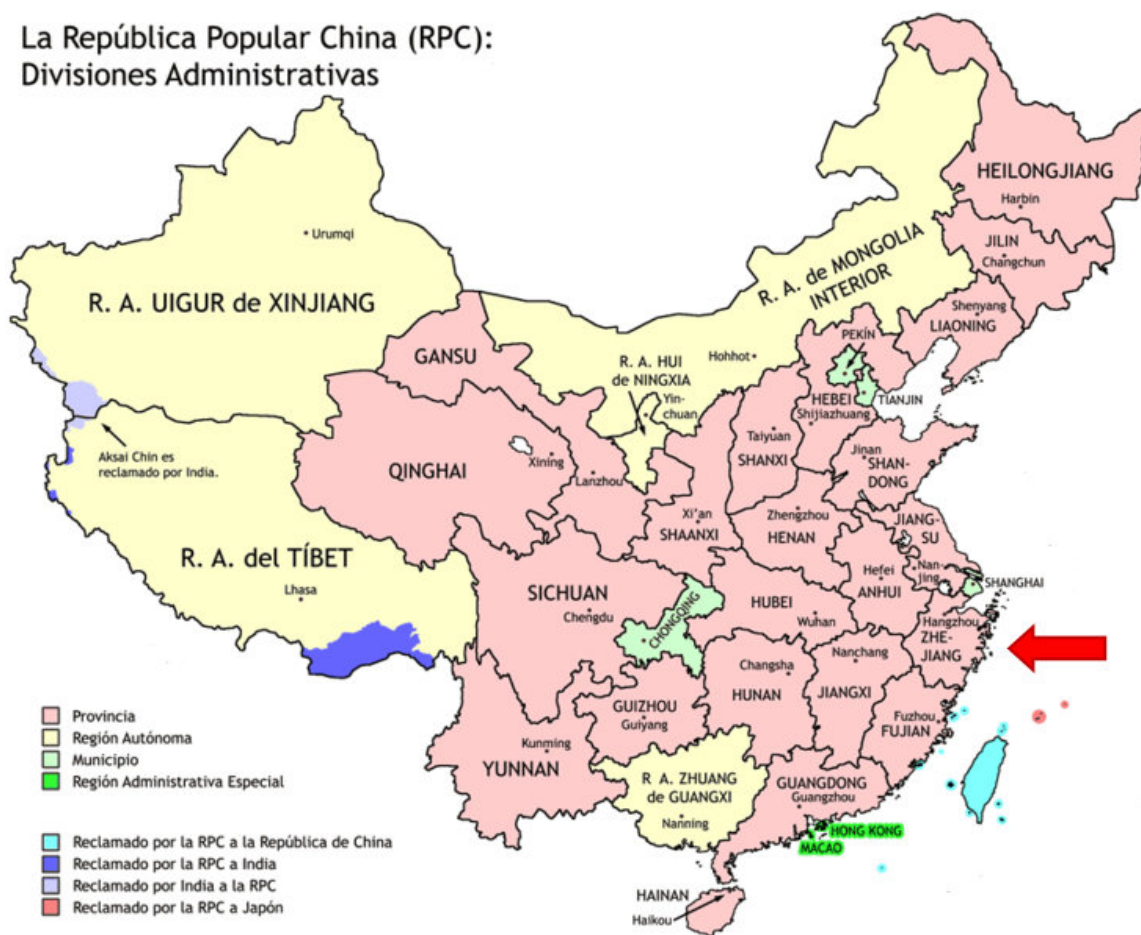 La República Popular China (RPC):
Divisiones Administrativas
HEILONGJIANG
Harbin
JILIN
Changchun
Urumqi
R. A. de MONGOLIA
INTERIOR
R. A. UIGUR de XINJIANG
Shenyang
LIAONING
PEKÍN
GANSU
R. A. HUI
de NINGXIA
Hohhot
Yin-
chuan
HEBEI
TIANJIN
Shijiazhuang
Aksai Chin es
reclamado por India.
Taiyuan
SHANXI
Jinan
SHAN-
DONG
QINGHAI
Xining
Lanzhou
Xi'an
SHAANXI
Zhengzhou
HENAN
JIANG-
SU
R. A. del TÍBET
Lhasa
Hefei
ANHUI
Nan-
jing
SHANGHAI
SICHUAN
Chengdu
CHONGQING
HUBEI
Wuhan
Hangzhou
ZHE-
JIANG
Changsha
HUNAN
Nanchang
JIANGXI
GUIZHOU
Guiyang
Fuzhou
FUJIAN
Kunming
YUNNAN
R A. ZHUANG
de GUANGXI
Nanning
GUANGDONG
Guangzhou
HONG KONG
MACAO
HAINAN
Haikou
Provincia
Región Autónoma
Municipio
Región Administrativa Especial
Reclamado por la RPC a la República de China
Reclamado por la RPC a India
Reclamado por India a la RPC
Reclamado por la RPC a Japón